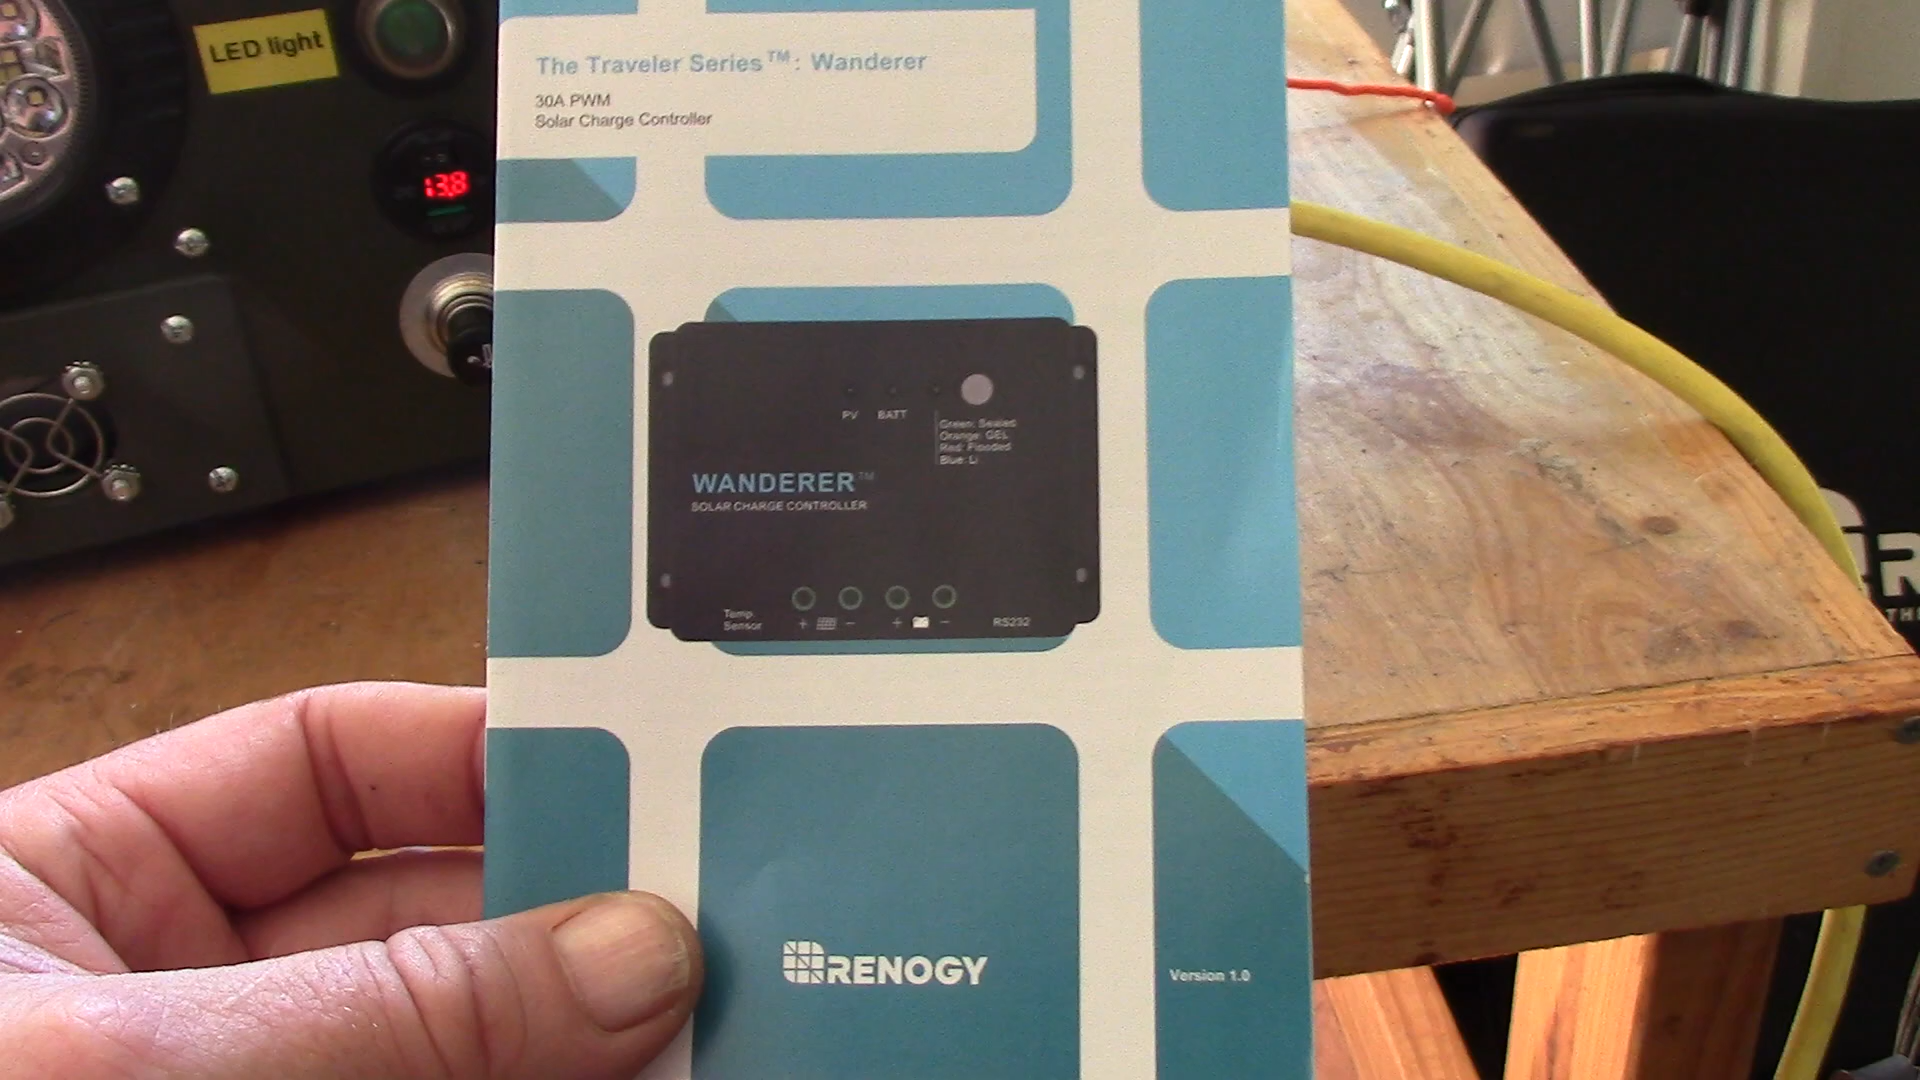 LED light
13.8
The Traveler Series™: Wanderer
30A PWM
Solar Charge Controller
PV BATT
Green: Sealed
Orange: GEL
Red: Flooded
Blue: Li
WANDERER™
SOLAR CHARGE CONTROLLER
Temp.
Sensor
+ − + −
RS232
RENOGY
Version 1.0